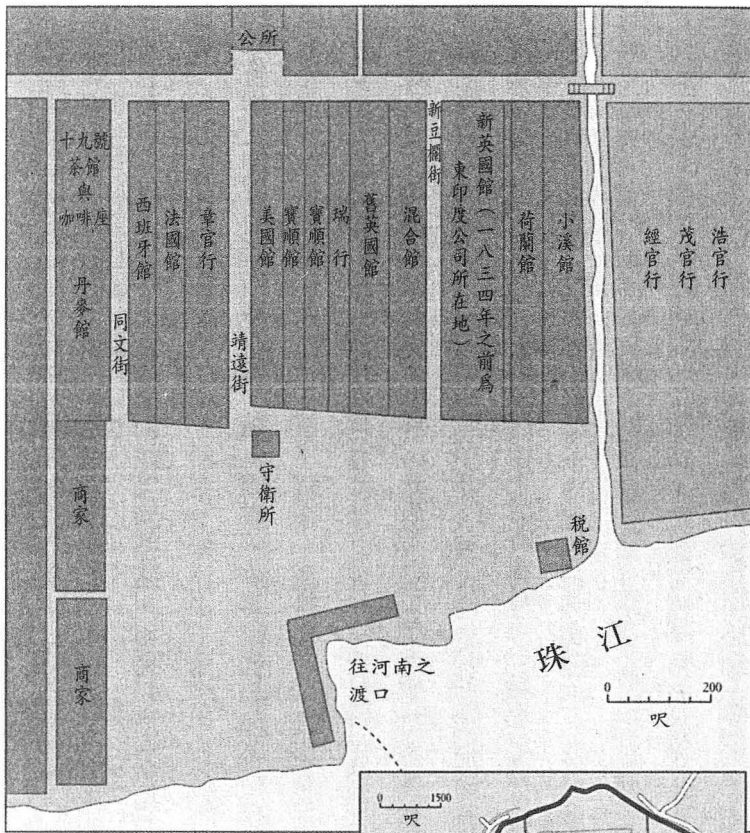 公所
十九號
茶館
與
咖啡座
丹麥館
同文街
西班牙館
法國館
章官行
靖遠街
美國館
寶順館
寶順館
瑞行
舊英國館
混合館
新豆欄街
新英國館（一八三四年之前為
東印度公司所在地）
荷蘭館
小溪館
浩官行
茂官行
經官行
商家
商家
守衛所
稅館
往河南之
渡口
珠江
0 200
呎
0 1500
呎